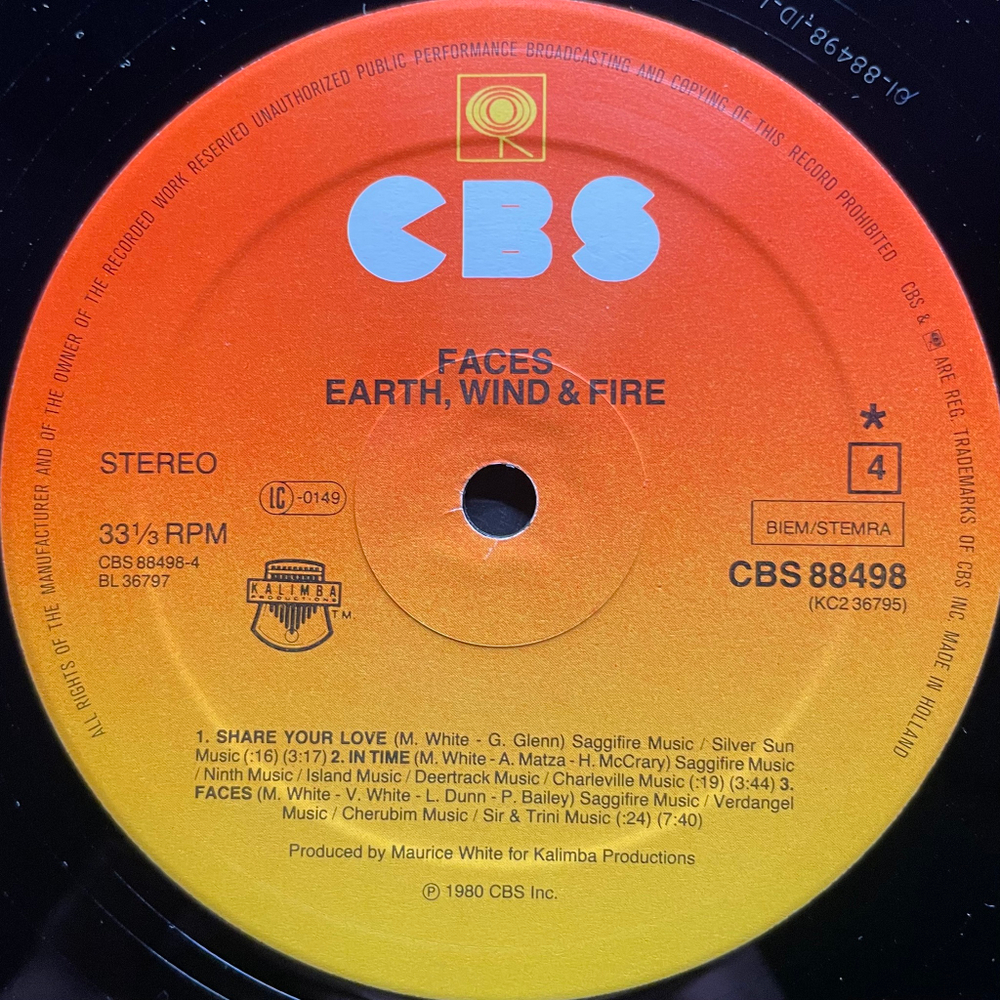 ALL RIGHTS OF THE MANUFACTURER AND OF THE OWNER OF THE RECORDED WORK RESERVED UNAUTHORIZED PUBLIC PERFORMANCE BROADCASTING AND COPYING OF THIS RECORD PROHIBITED
CBS & ARE REG. TRADEMARKS OF CBS INC. MADE IN HOLLAND
CBS
FACES
EARTH, WIND & FIRE
*
STEREO
4
LC-0149
BIEM/STEMRA
33 1/3 RPM
CBS 88498-4
BL 36797
CBS 88498
(KC2 36795)
KALIMBA
PRODUCTIONS
TM.
1. SHARE YOUR LOVE (M. White - G. Glenn) Saggifire Music / Silver Sun
Music (:16) (3:17) 2. IN TIME (M. White - A. Matza - H. McCrary) Saggifire Music
/ Ninth Music / Island Music / Deertrack Music / Charleville Music (:19) (3:44) 3.
FACES (M. White - V. White - L. Dunn - P. Bailey) Saggifire Music / Verdangel
Music / Cherubim Music / Sir & Trini Music (:24) (7:40)
Produced by Maurice White for Kalimba Productions
℗ 1980 CBS Inc.